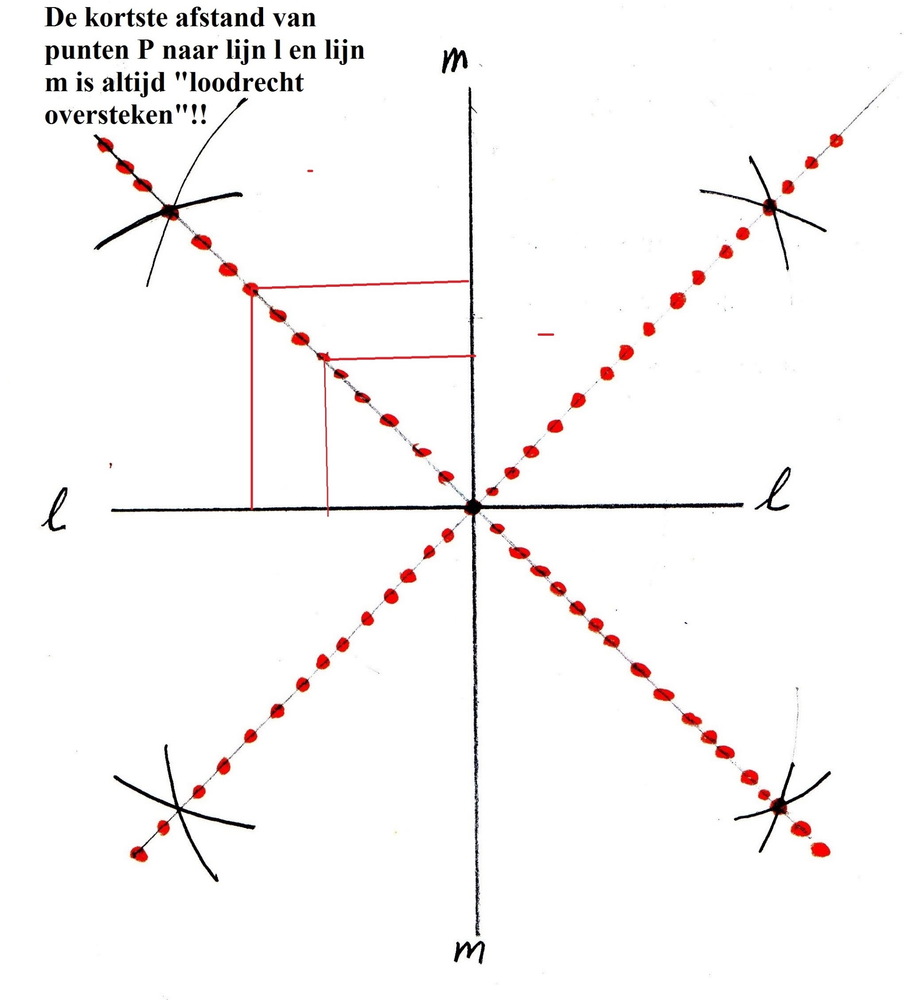 De kortste afstand van
punten P naar lijn l en lijn
m is altijd "loodrecht
oversteken"!!
m
l
l
m